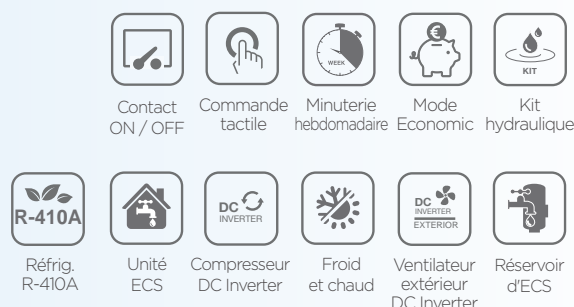 WEEK
€
KIT
Contact
ON / OFF
Commande
tactile
Minuterie
hebdomadaire
Mode
Economic
Kit
hydraulique
R-410A
DC
INVERTER
DC
INVERTER
EXTERIOR
Réfrig.
R-410A
Unité
ECS
Compresseur
DC Inverter
Froid
et chaud
Ventilateur
extérieur
DC Inverter
Réservoir
d'ECS